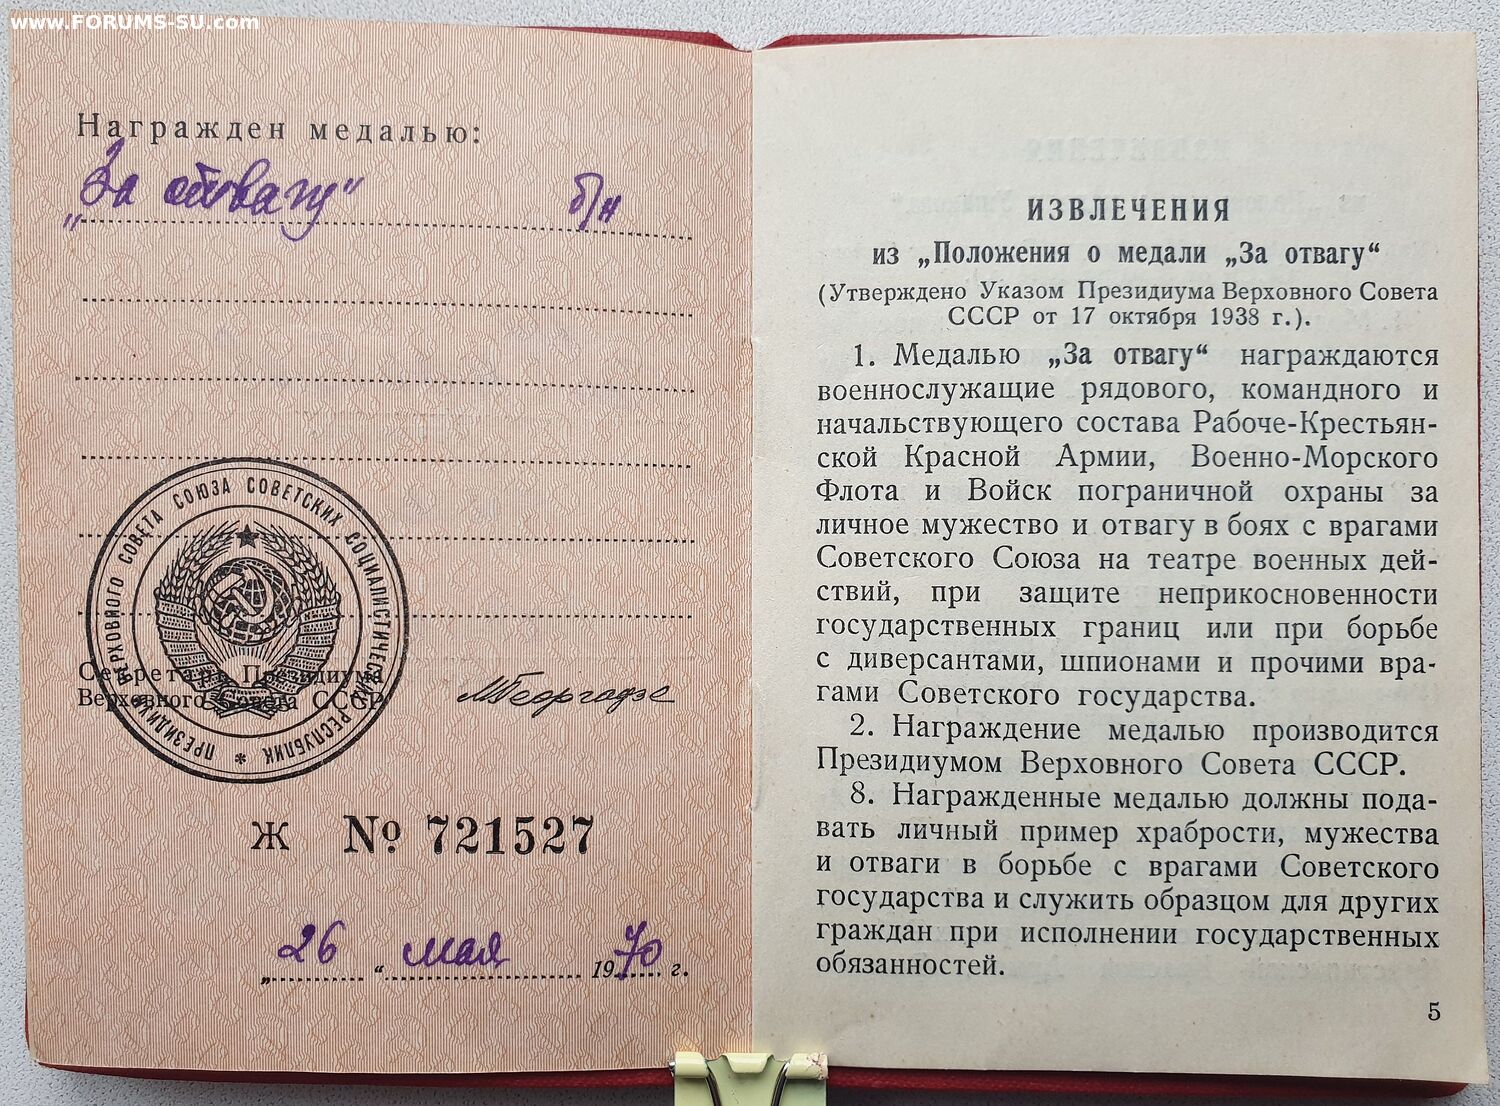 www.FORUMS-SU.com
Награжден медалью:
„За отвагу“ б/н
ПРЕЗИДИУМ ВЕРХОВНОГО СОВЕТА СОЮЗА СОВЕТСКИХ СОЦИАЛИСТИЧЕСКИХ РЕСПУБЛИК *
Секретарь Президиума
Верховного Совета СССР
МГеоргадзе
Ж № 721527
„26“ мая 1970 г.
ИЗВЛЕЧЕНИЯ
из „Положения о медали „За отвагу“
(Утверждено Указом Президиума Верховного Совета
СССР от 17 октября 1938 г.).
1. Медалью „За отвагу“ награждаются
военнослужащие рядового, командного и
начальствующего состава Рабоче-Крестьян-
ской Красной Армии, Военно-Морского
Флота и Войск пограничной охраны за
личное мужество и отвагу в боях с врагами
Советского Союза на театре военных дей-
ствий, при защите неприкосновенности
государственных границ или при борьбе
с диверсантами, шпионами и прочими вра-
гами Советского государства.
2. Награждение медалью производится
Президиумом Верховного Совета СССР.
8. Награжденные медалью должны пода-
вать личный пример храбрости, мужества
и отваги в борьбе с врагами Советского
государства и служить образцом для других
граждан при исполнении государственных
обязанностей.
5